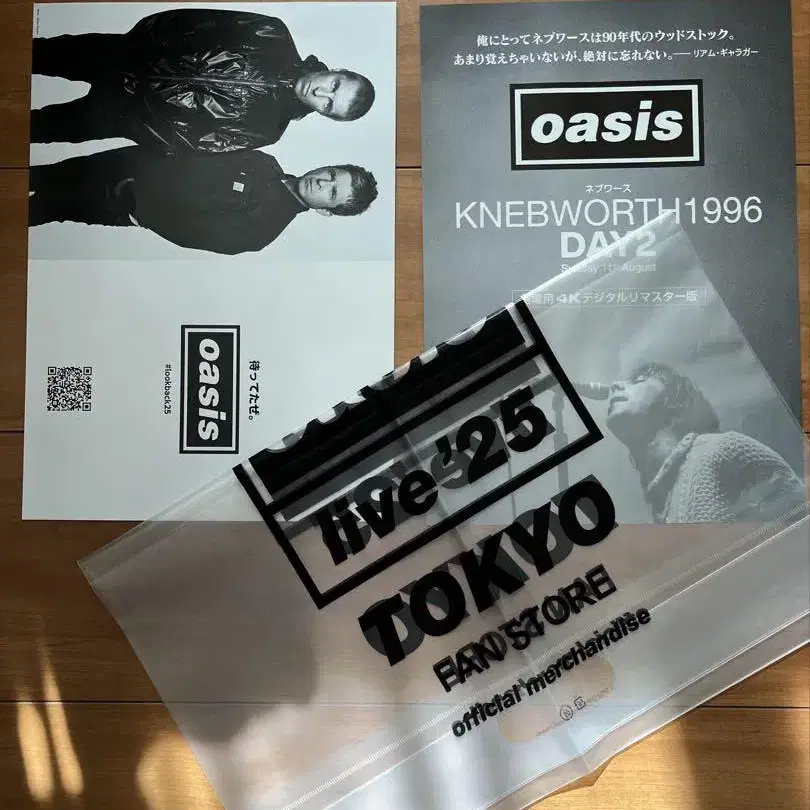 待ってたぜ。
oasis
#lookback25
俺にとってネブワースは90年代のウッドストック。
あまり覚えちゃいないが、絶対に忘れない。── リアム・ギャラガー
oasis
ネブワース
KNEBWORTH1996
DAY2
Sunday 11th August
4Kデジタルリマスター版
live '25
TOKYO
FAN STORE
official merchandise